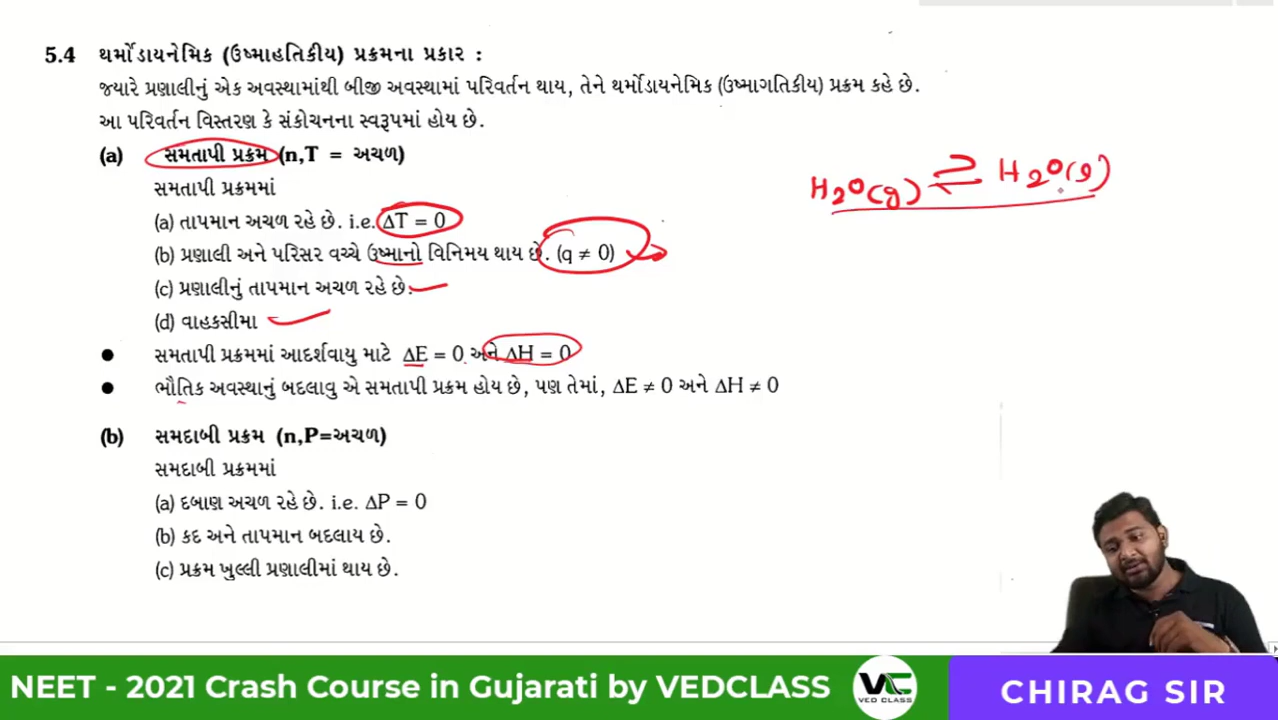 5.4 થર્મોડાયનેમિક (ઉષ્માહતિકીય) પ્રક્રમના પ્રકાર :
જ્યારે પ્રણાલીનું એક અવસ્થામાંથી બીજી અવસ્થામાં પરિવર્તન થાય, તેને થર્મોડાયનેમિક (ઉષ્માગતિકીય) પ્રક્રમ કહે છે.
આ પરિવર્તન વિસ્તરણ કે સંકોચનના સ્વરૂપમાં હોય છે.
(a) સમતાપી પ્રક્રમ (n,T = અચળ)
H2O(g) ⇌ H2O(g)
સમતાપી પ્રક્રમમાં
(a) તાપમાન અચળ રહે છે. i.e. ΔT = 0
(b) પ્રણાલી અને પરિસર વચ્ચે ઉષ્માનો વિનિમય થાય છે. (q ≠ 0)
(c) પ્રણાલીનું તાપમાન અચળ રહે છે.
(d) વાહકસીમા
● સમતાપી પ્રક્રમમાં આદર્શવાયુ માટે ΔE = 0 અને ΔH = 0
● ભૌતિક અવસ્થાનું બદલાવુ એ સમતાપી પ્રક્રમ હોય છે, પણ તેમાં, ΔE ≠ 0 અને ΔH ≠ 0
(b) સમદાબી પ્રક્રમ (n,P=અચળ)
સમદાબી પ્રક્રમમાં
(a) દબાણ અચળ રહે છે. i.e. ΔP = 0
(b) કદ અને તાપમાન બદલાય છે.
(c) પ્રક્રમ ખુલ્લી પ્રણાલીમાં થાય છે.
NEET - 2021 Crash Course in Gujarati by VEDCLASS
VC
VED CLASS
CHIRAG SIR